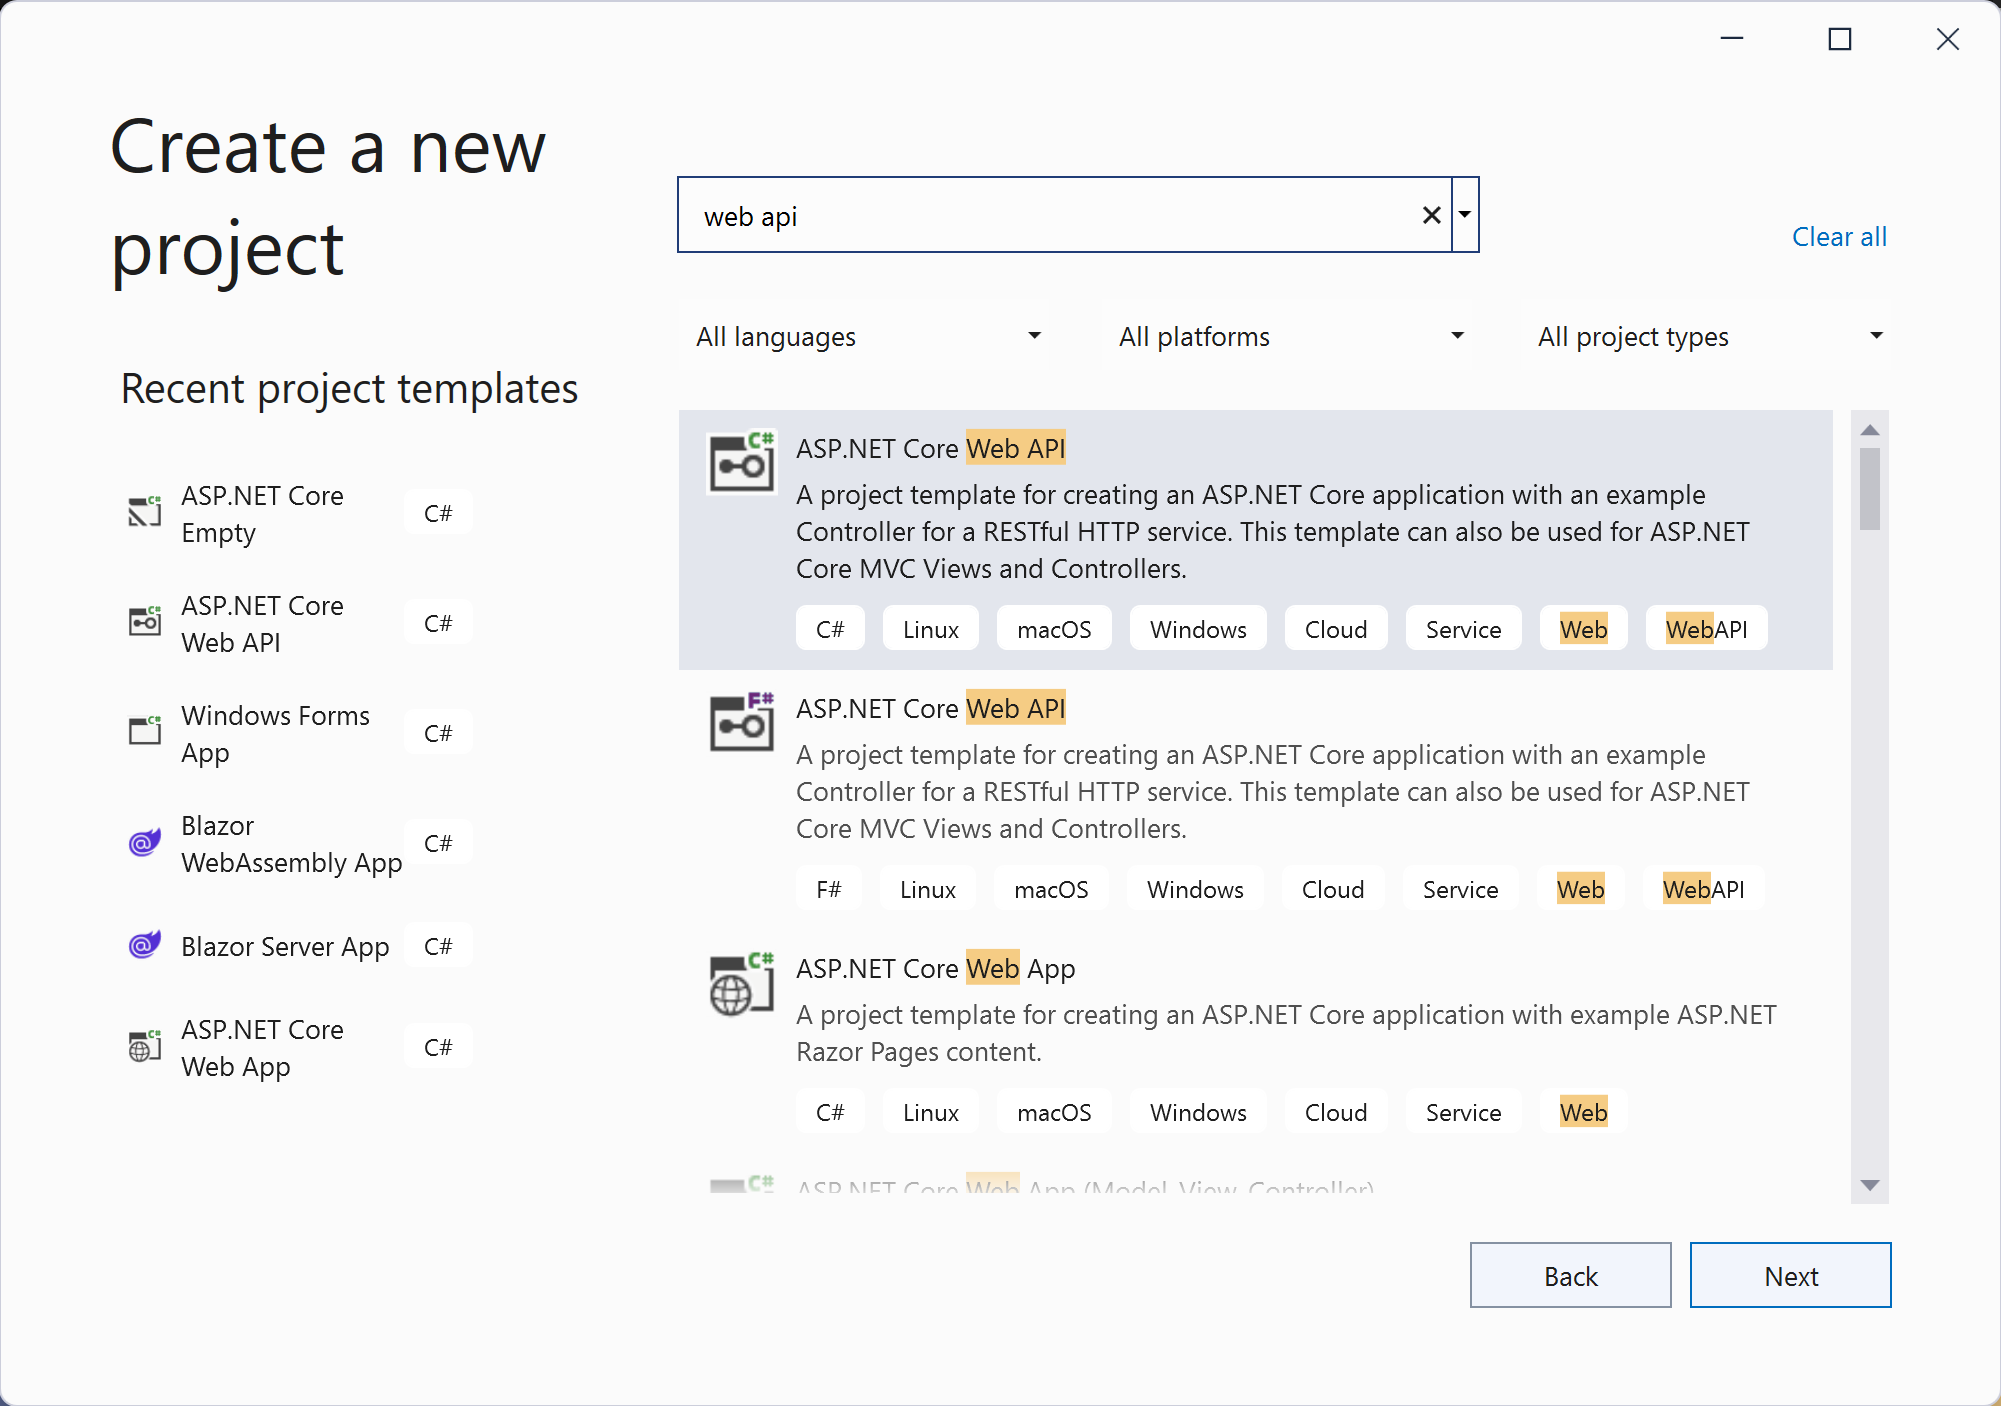 Create a new
project
Recent project templates
ASP.NET Core
Empty
C#
ASP.NET Core
Web API
C#
Windows Forms
App
C#
Blazor
WebAssembly App
C#
Blazor Server App
C#
ASP.NET Core
Web App
C#
web api
Clear all
All languages
All platforms
All project types
ASP.NET Core Web API
A project template for creating an ASP.NET Core application with an example
Controller for a RESTful HTTP service. This template can also be used for ASP.NET
Core MVC Views and Controllers.
C# Linux macOS Windows Cloud Service Web WebAPI
ASP.NET Core Web API
A project template for creating an ASP.NET Core application with an example
Controller for a RESTful HTTP service. This template can also be used for ASP.NET
Core MVC Views and Controllers.
F# Linux macOS Windows Cloud Service Web WebAPI
ASP.NET Core Web App
A project template for creating an ASP.NET Core application with example ASP.NET
Razor Pages content.
C# Linux macOS Windows Cloud Service Web
ASP.NET Core Web App (Model-View-Controller)
Back
Next